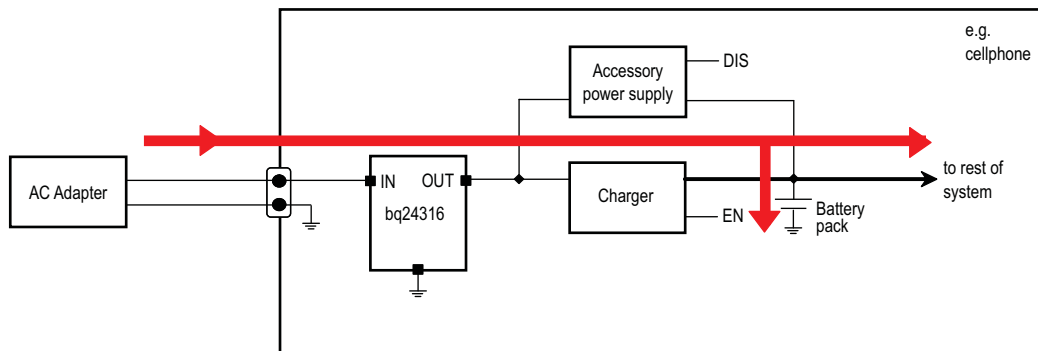 e.g.
cellphone
Accessory
power supply
DIS
AC Adapter
IN
OUT
bq24316
Charger
EN
to rest of
system
Battery
pack